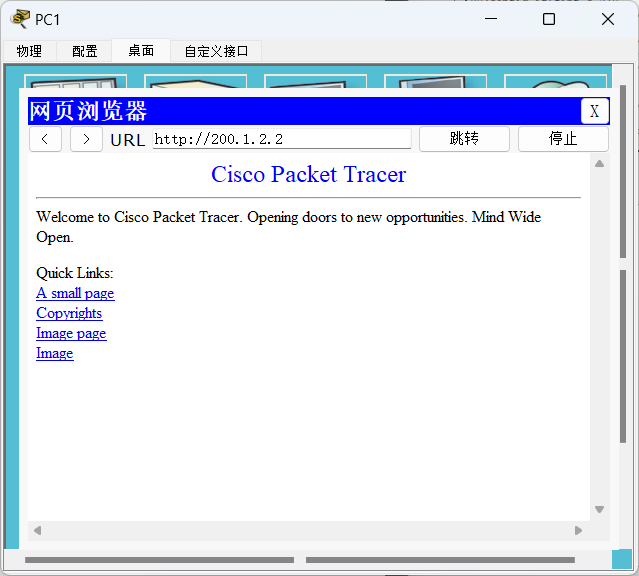 PC1
物理 配置 桌面 自定义接口
网页浏览器 X
< > URL http://200.1.2.2 跳转 停止
Cisco Packet Tracer
Welcome to Cisco Packet Tracer. Opening doors to new opportunities. Mind Wide
Open.
Quick Links:
A small page
Copyrights
Image page
Image